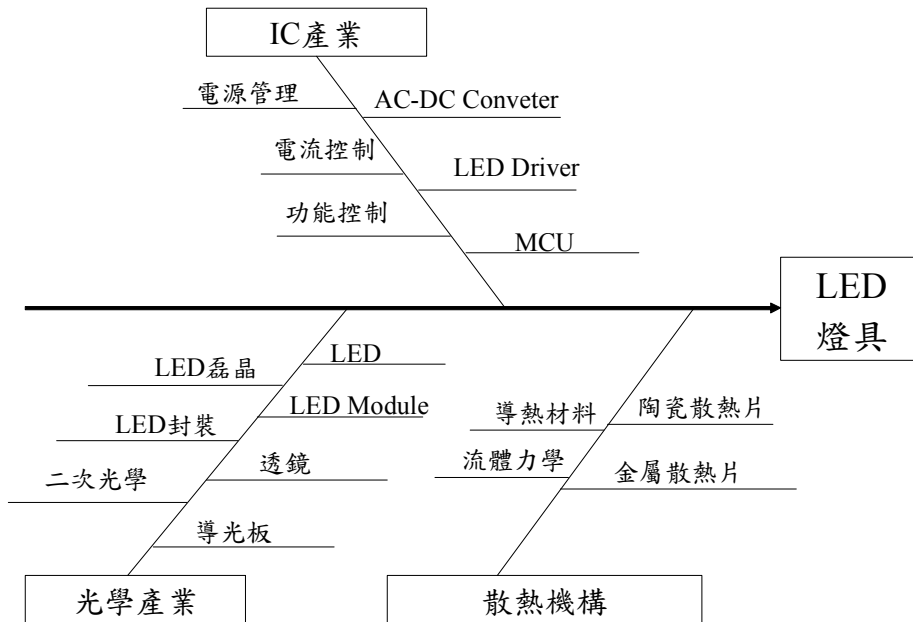 IC產業
電源管理
AC-DC Conveter
電流控制
LED Driver
功能控制
MCU
LED
燈具
LED
LED磊晶
LED Module
LED封裝
透鏡
二次光學
導光板
導熱材料
陶瓷散熱片
流體力學
金屬散熱片
光學產業
散熱機構